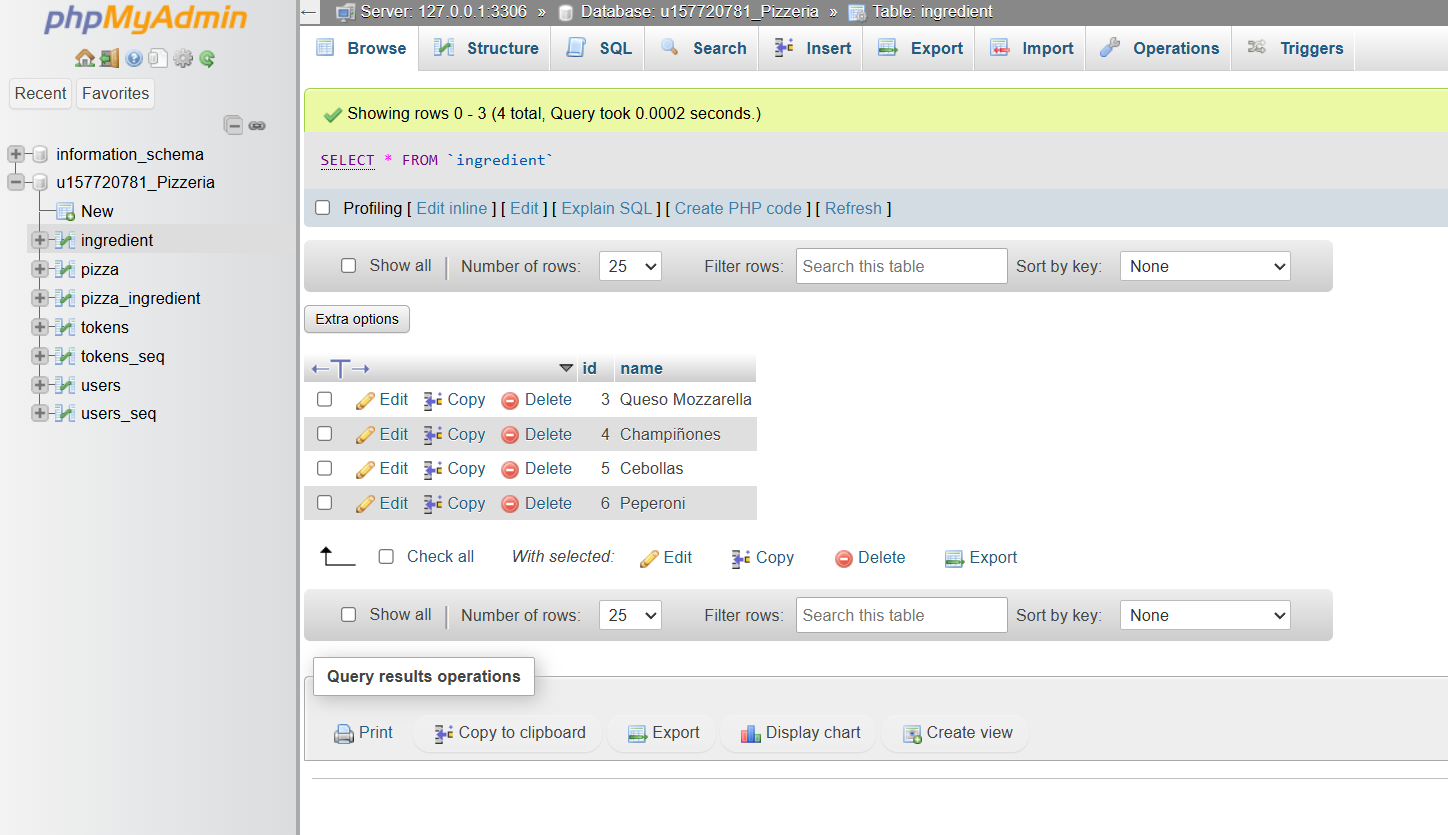 phpMyAdmin
Recent
Favorites
information_schema
u157720781_Pizzeria
New
ingredient
pizza
pizza_ingredient
tokens
tokens_seq
users
users_seq
Server: 127.0.0.1:3306 » Database: u157720781_Pizzeria » Table: ingredient
Browse Structure SQL Search Insert Export Import Operations Triggers
Showing rows 0 - 3 (4 total, Query took 0.0002 seconds.)
SELECT * FROM `ingredient`
Profiling [ Edit inline ] [ Edit ] [ Explain SQL ] [ Create PHP code ] [ Refresh ]
Show all Number of rows: 25 Filter rows: Search this table Sort by key: None
Extra options
id name
Edit Copy Delete 3 Queso Mozzarella
Edit Copy Delete 4 Champiñones
Edit Copy Delete 5 Cebollas
Edit Copy Delete 6 Peperoni
Check all With selected: Edit Copy Delete Export
Show all Number of rows: 25 Filter rows: Search this table Sort by key: None
Query results operations
Print Copy to clipboard Export Display chart Create view